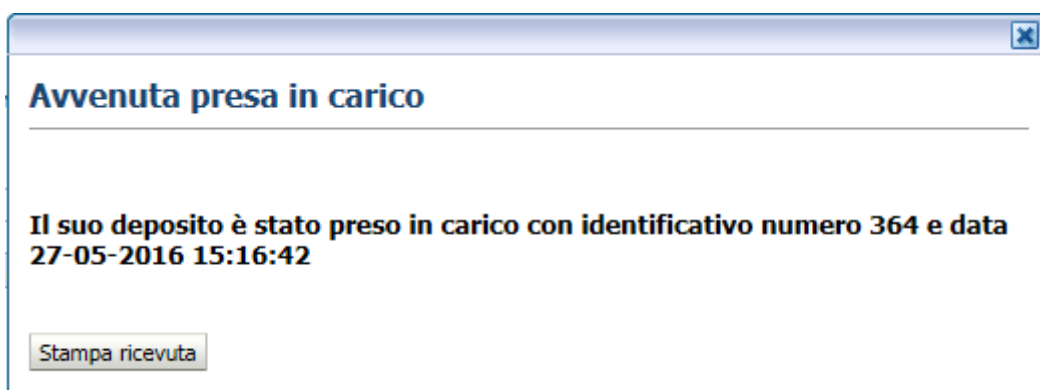 Avvenuta presa in carico
Il suo deposito è stato preso in carico con identificativo numero 364 e data
27-05-2016 15:16:42
Stampa ricevuta